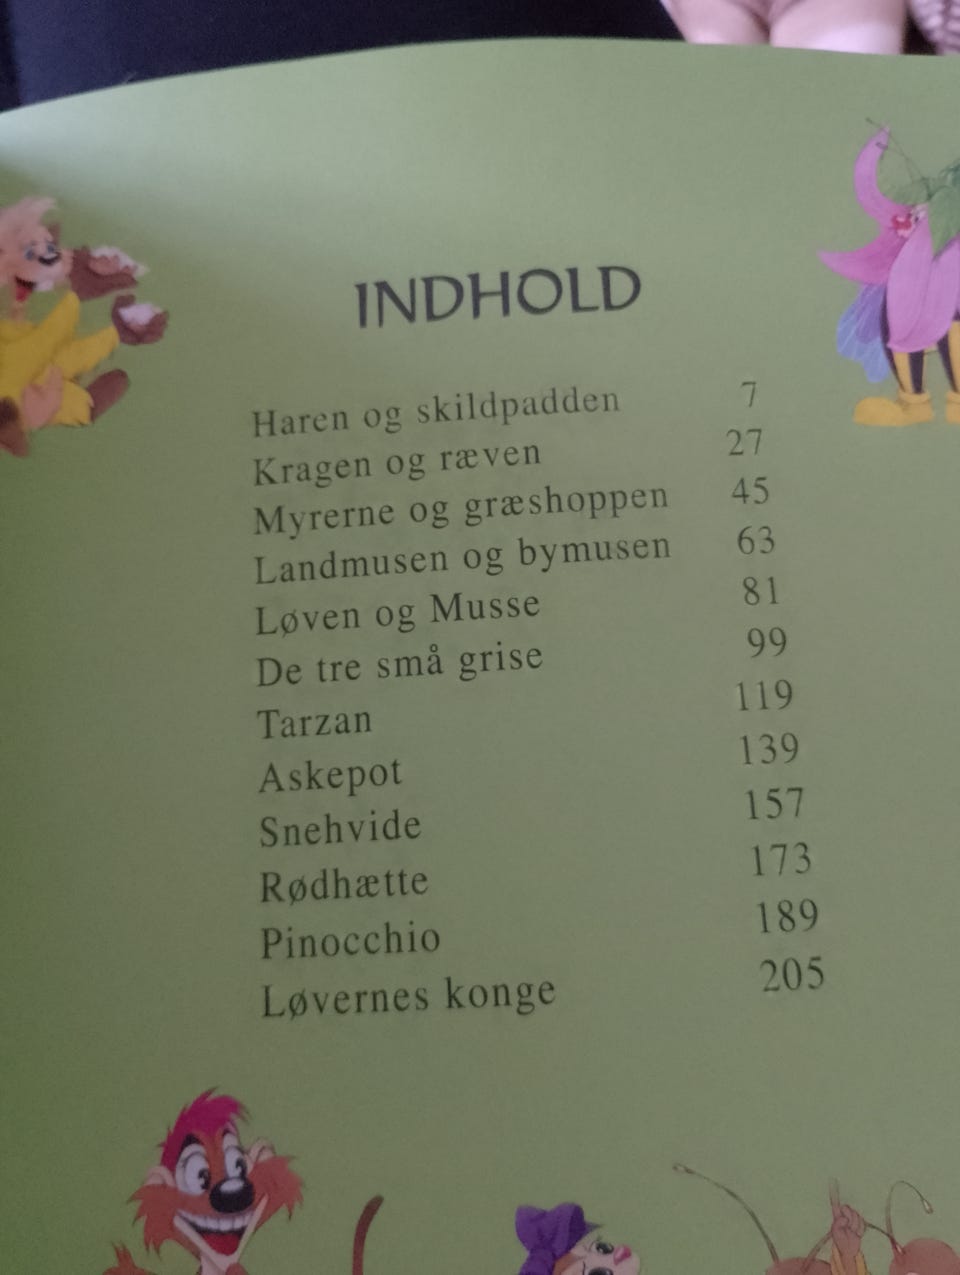 INDHOLD
Haren og skildpadden 7
Kragen og ræven 27
Myrerne og græshoppen 45
Landmusen og bymusen 63
Løven og Musse 81
De tre små grise 99
Tarzan 119
Askepot 139
Snehvide 157
Rødhætte 173
Pinocchio 189
Løvernes konge 205